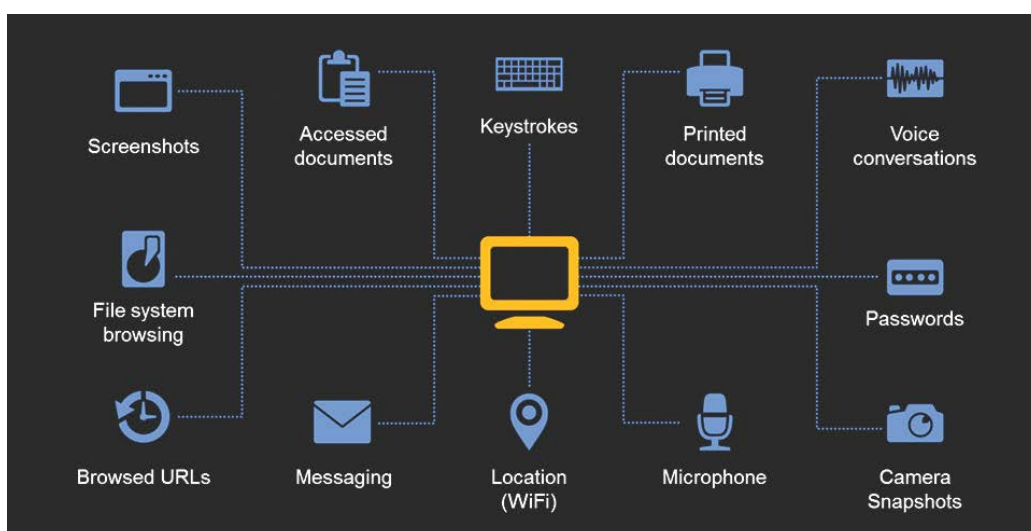 Screenshots
Accessed
documents
Keystrokes
Printed
documents
Voice
conversations
File system
browsing
Passwords
Browsed URLs
Messaging
Location
(WiFi)
Microphone
Camera
Snapshots